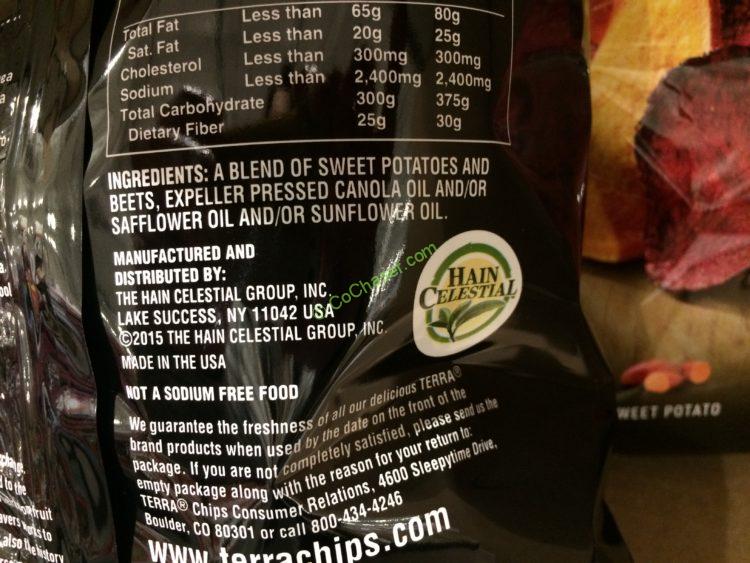 Total Fat Less than 65g 80g
Sat. Fat Less than 20g 25g
Cholesterol Less than 300mg 300mg
Sodium Less than 2,400mg 2,400mg
Total Carbohydrate 300g 375g
Dietary Fiber 25g 30g
INGREDIENTS: A BLEND OF SWEET POTATOES AND
BEETS, EXPELLER PRESSED CANOLA OIL AND/OR
SAFFLOWER OIL AND/OR SUNFLOWER OIL.
MANUFACTURED AND
DISTRIBUTED BY:
THE HAIN CELESTIAL GROUP, INC.
LAKE SUCCESS, NY 11042 USA
©2015 THE HAIN CELESTIAL GROUP, INC.
MADE IN THE USA
HAIN
CELESTIAL
NOT A SODIUM FREE FOOD
We guarantee the freshness of all our delicious TERRA®
brand products when used by the date on the front of the
package. If you are not completely satisfied, please send us the
empty package along with the reason for your return to:
TERRA® Chips Consumer Relations, 4600 Sleepytime Drive,
Boulder, CO 80301 or call 800-434-4246
www.terrachips.com
WEET POTATO
also the history